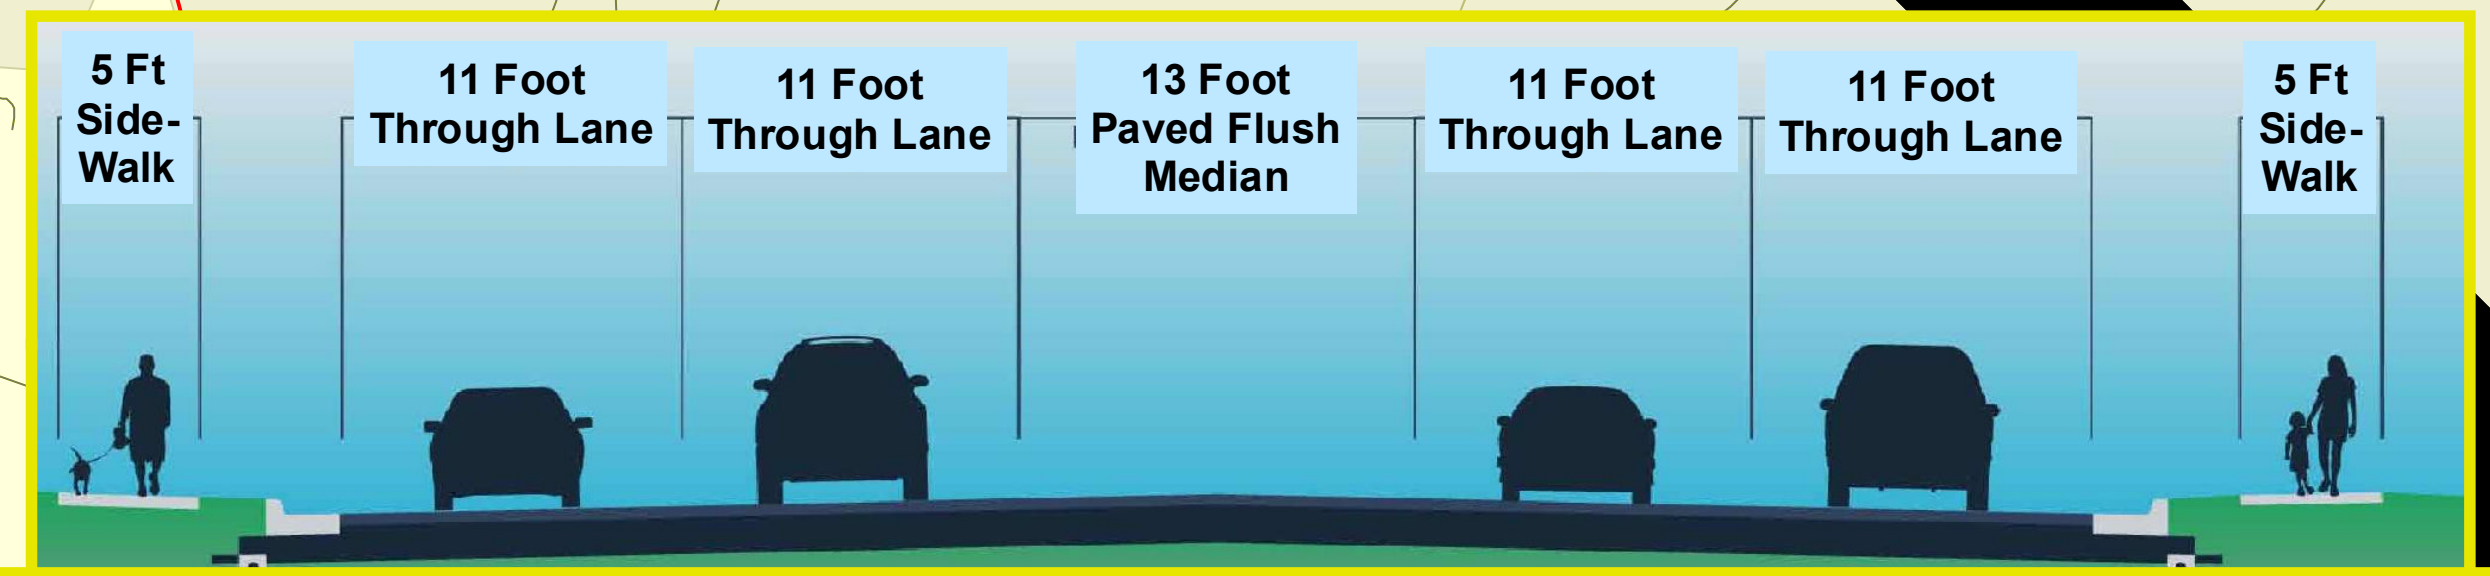 5 Ft
Side-
Walk
11 Foot
Through Lane
11 Foot
Through Lane
13 Foot
Paved Flush
Median
11 Foot
Through Lane
11 Foot
Through Lane
5 Ft
Side-
Walk